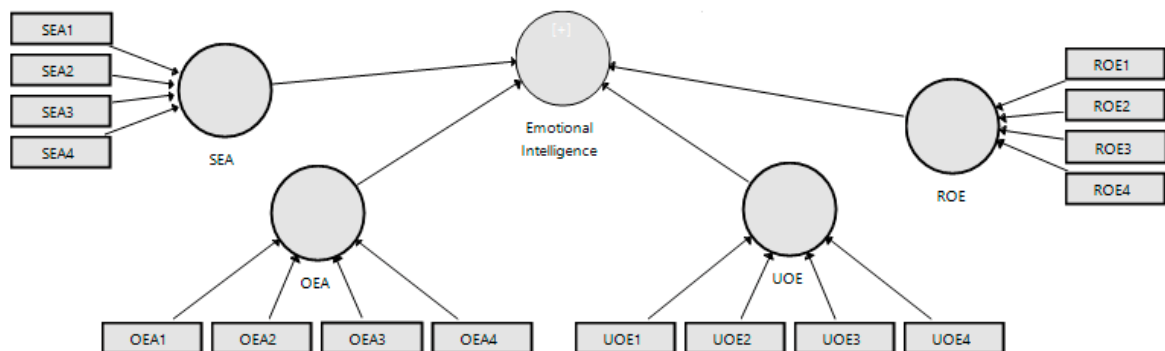 SEA1
SEA2
SEA3
SEA4
SEA
[+]
Emotional
Intelligence
ROE1
ROE2
ROE3
ROE4
ROE
OEA
UOE
OEA1
OEA2
OEA3
OEA4
UOE1
UOE2
UOE3
UOE4